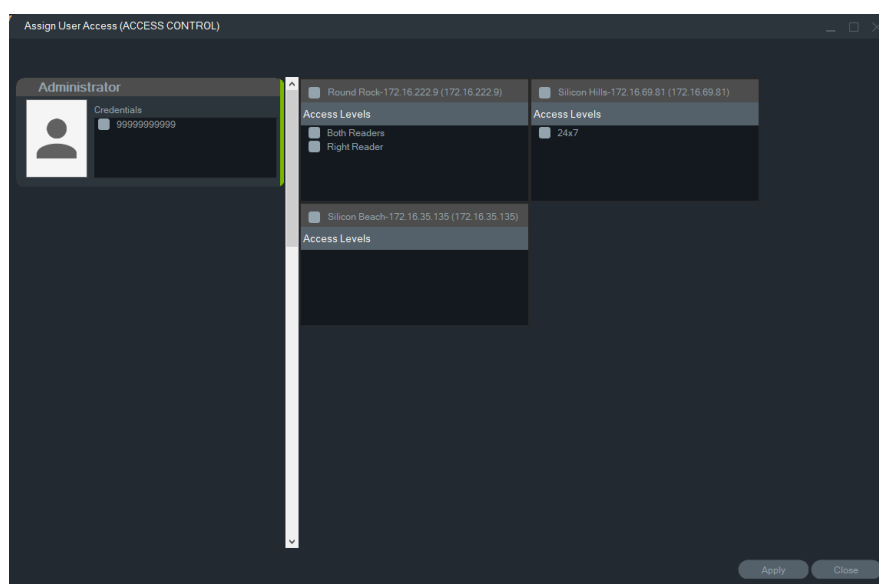 Assign User Access (ACCESS CONTROL)
Administrator
Credentials
99999999999
Round Rock-172.16.222.9 (172.16.222.9)
Access Levels
Both Readers
Right Reader
Silicon Hills-172.16.69.81 (172.16.69.81)
Access Levels
24x7
Silicon Beach-172.16.35.135 (172.16.35.135)
Access Levels
Apply
Close